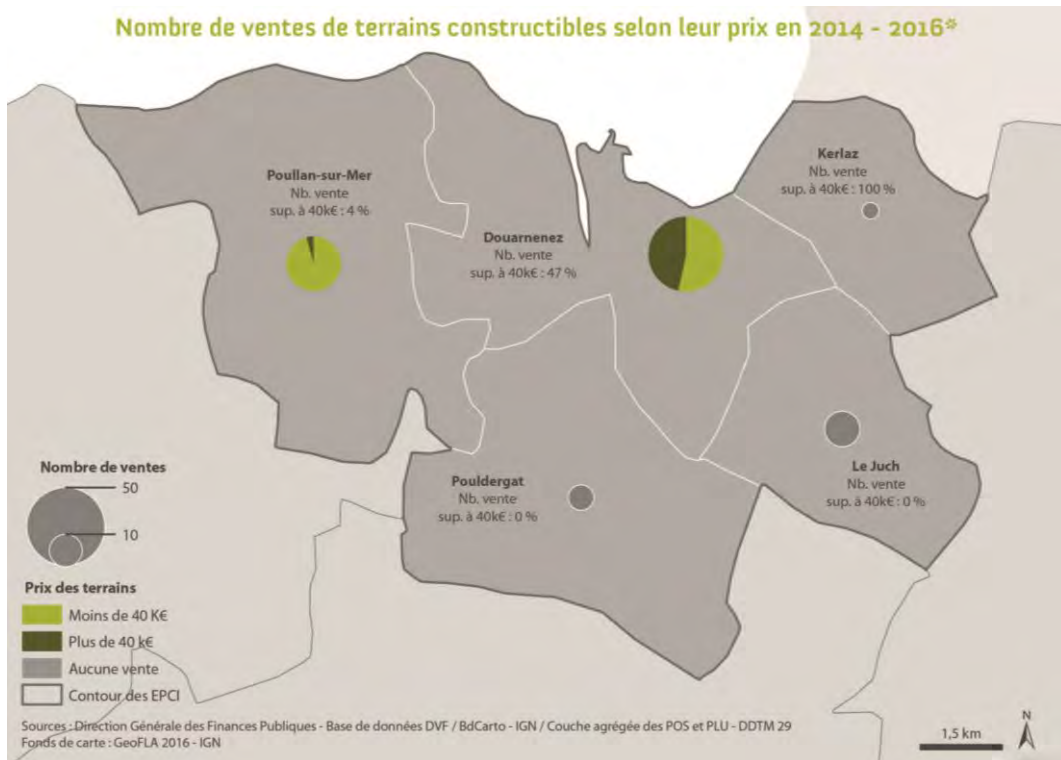 Nombre de ventes de terrains constructibles selon leur prix en 2014 - 2016*
Kerlaz
Nb. vente
sup. à 40k€ : 100 %
Poullan-sur-Mer
Nb. vente
sup. à 40k€ : 4 %
Douarnenez
Nb. vente
sup. à 40k€ : 47 %
Le Juch
Nb. vente
sup. à 40k€ : 0 %
Pouldergat
Nb. vente
sup. à 40k€ : 0 %
Nombre de ventes
50
10
Prix des terrains
Moins de 40 K€
Plus de 40 k€
Aucune vente
Contour des EPCI
Sources : Direction Générale des Finances Publiques - Base de données DVF / BdCarto - IGN / Couche agrégée des POS et PLU - DDTM 29
Fonds de carte : GeoFLA 2016 - IGN
1,5 km
N